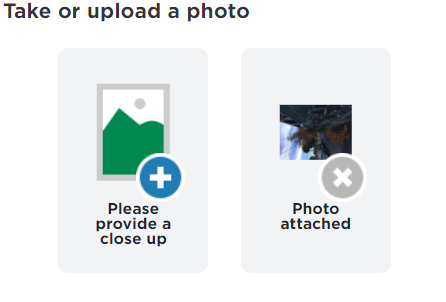 Take or upload a photo
Please
provide a
close up
Photo
attached